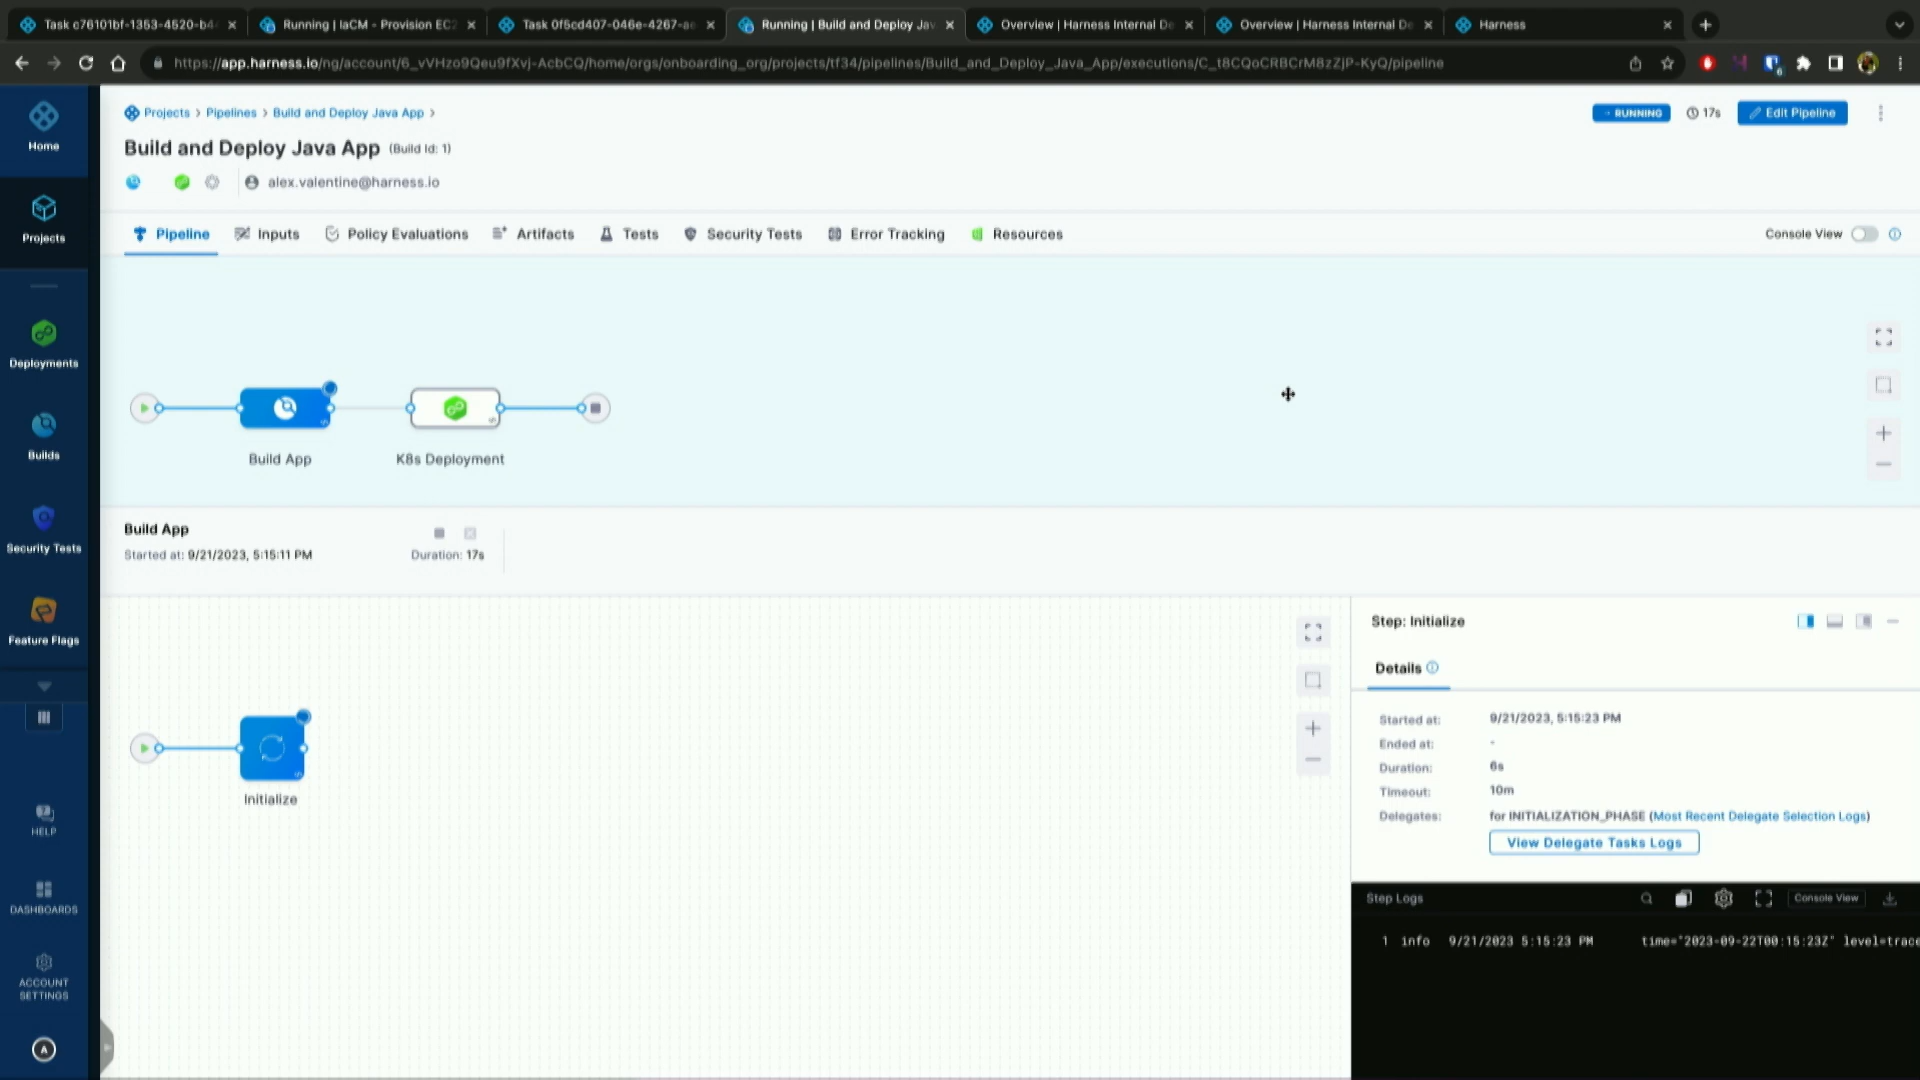 Task c76101bf-1353-4520-b4
Running | IaCM - Provision EC2
Task 0f5cd407-046e-4267-ae
Running | Build and Deploy Jav
Overview | Harness Internal De
Overview | Harness Internal De
Harness
https://app.harness.io/ng/account/6_vVHzo9Qeu9fXvj-AcbCQ/home/orgs/onboarding_org/projects/tf34/pipelines/Build_and_Deploy_Java_App/executions/C_t8CQoCRBCrM8zZjP-KyQ/pipeline
Home
Projects
Deployments
Builds
Security Tests
Feature Flags
HELP
DASHBOARDS
ACCOUNT
SETTINGS
A
Projects > Pipelines > Build and Deploy Java App >
RUNNING
17s
Edit Pipeline
Build and Deploy Java App (Build Id: 1)
alex.valentine@harness.io
Pipeline
Inputs
Policy Evaluations
Artifacts
Tests
Security Tests
Error Tracking
Resources
Console View
Build App
K8s Deployment
Build App
Started at: 9/21/2023, 5:15:11 PM
Duration: 17s
Initialize
Step: Initialize
Details
Started at: 9/21/2023, 5:15:23 PM
Ended at: -
Duration: 6s
Timeout: 10m
Delegates: for INITIALIZATION_PHASE (Most Recent Delegate Selection Logs)
View Delegate Tasks Logs
Step Logs
Console View
1 info 9/21/2023 5:15:23 PM time="2023-09-22T00:15:23Z" level=trace